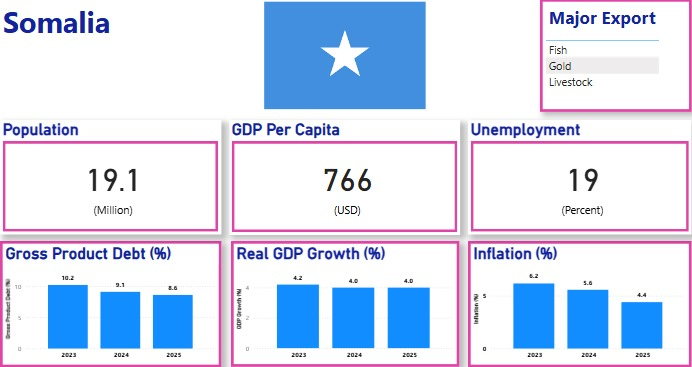 Somalia
Major Export
Fish
Gold
Livestock
Population
19.1
(Million)
GDP Per Capita
766
(USD)
Unemployment
19
(Percent)
Gross Product Debt (%)
Gross Product Debt (%)
10
5
0
10.2
9.1
8.6
2023 2024 2025
Real GDP Growth (%)
GDP Growth (%)
4
2
0
4.2
4.0
4.0
2023 2024 2025
Inflation (%)
Inflation (%)
5
0
6.2
5.6
4.4
2023 2024 2025